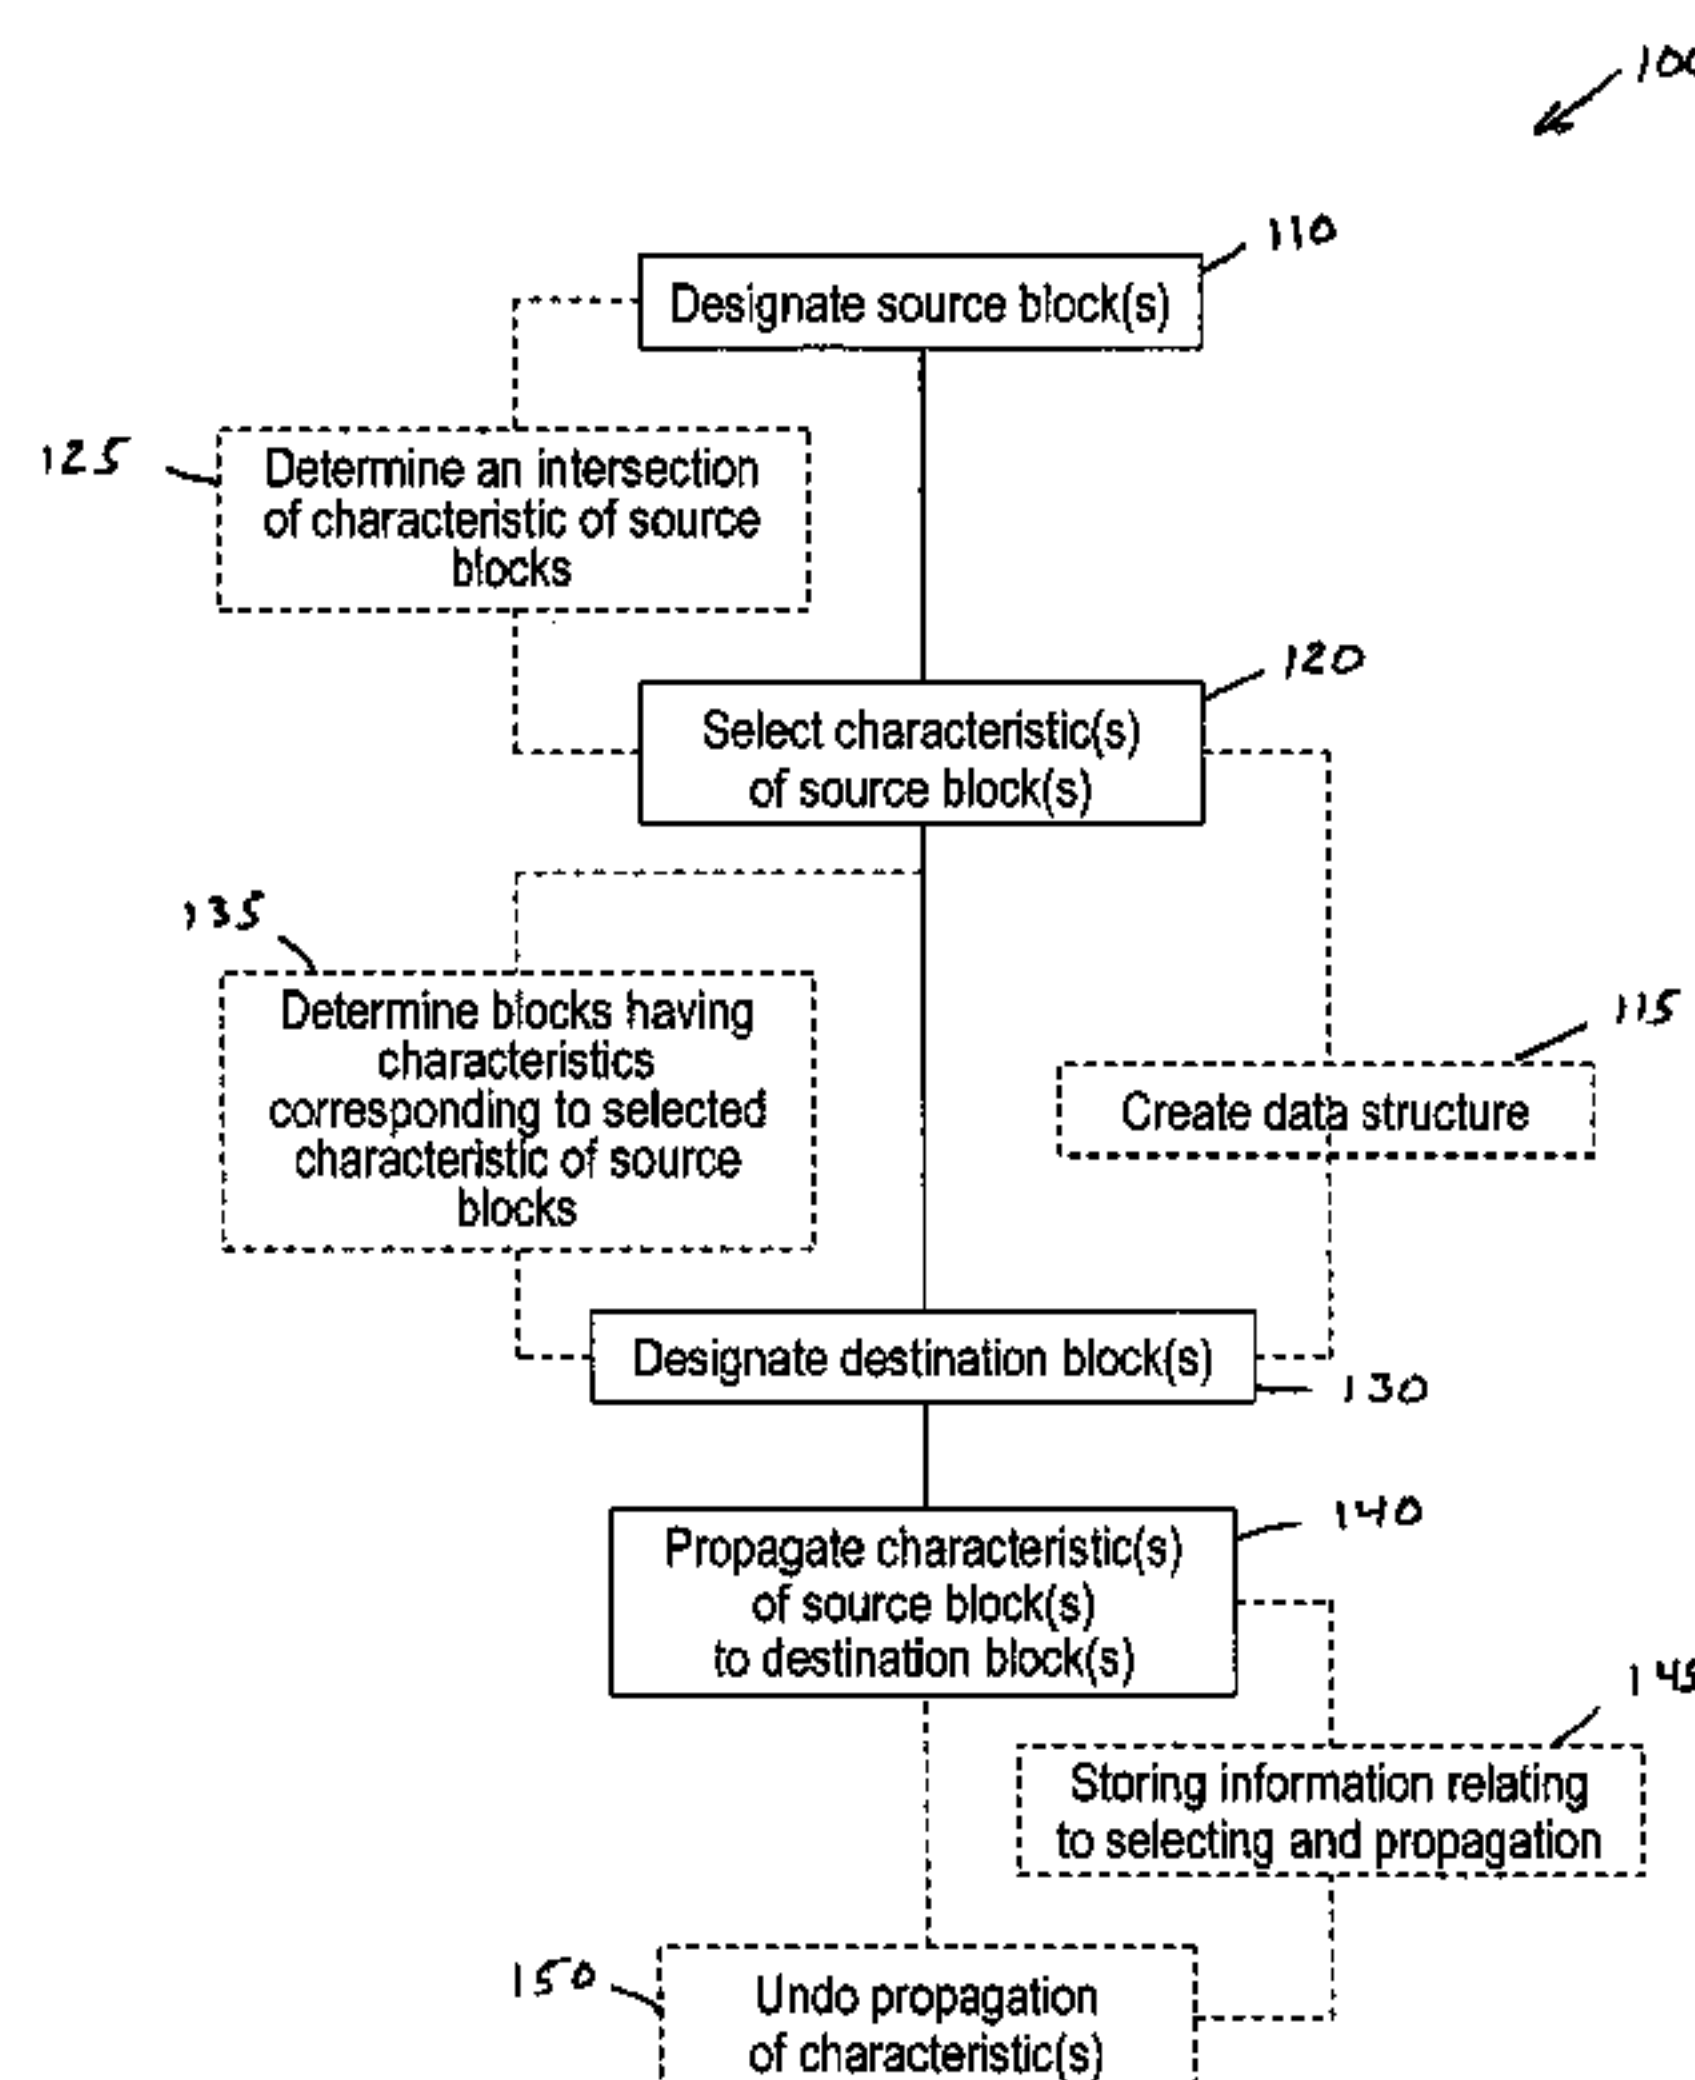 110
Designate source block(s)
125
Determine an intersection
of characteristic of source
blocks
120
Select characteristic(s)
of source block(s)
135
Determine blocks having
characteristics
corresponding to selected
characteristic of source
blocks
115
Create data structure
Designate destination block(s)
130
140
Propagate characteristic(s)
of source block(s)
to destination block(s)
Storing information relating
to selecting and propagation
150
Undo propagation
of characteristic(s)